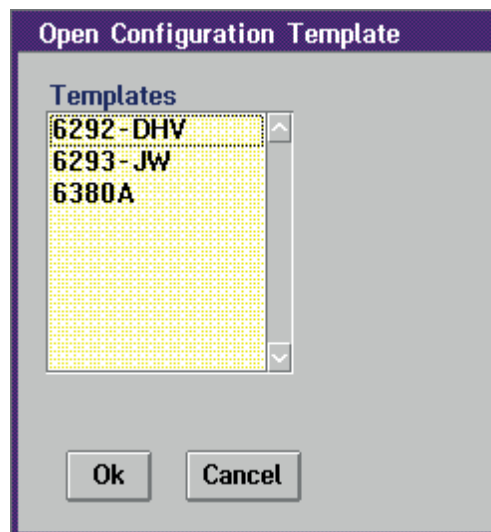 Open Configuration Template
Templates
6292-DHV
6293-JW
6380A
Ok
Cancel